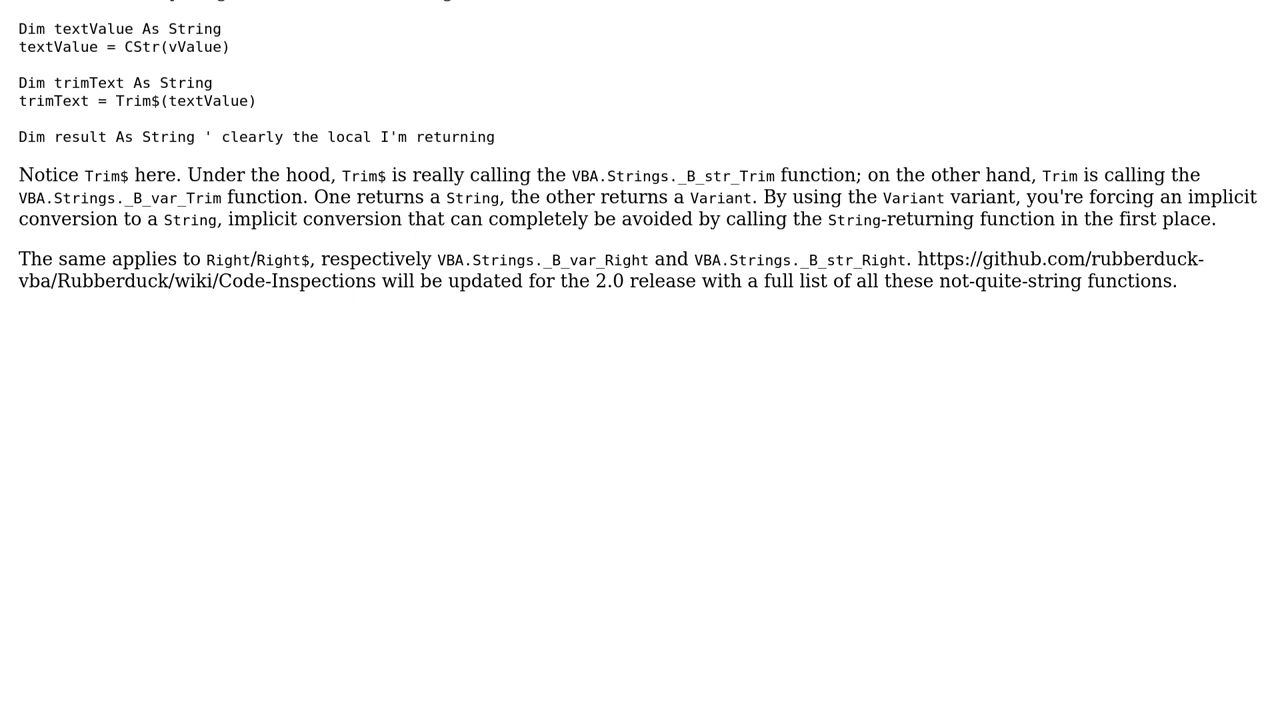 Dim textValue As String
textValue = CStr(vValue)
Dim trimText As String
trimText = Trim$(textValue)
Dim result As String ' clearly the local I'm returning
Notice Trim$ here. Under the hood, Trim$ is really calling the VBA.Strings._B_str_Trim function; on the other hand, Trim is calling the
VBA.Strings._B_var_Trim function. One returns a String, the other returns a Variant. By using the Variant variant, you're forcing an implicit
conversion to a String, implicit conversion that can completely be avoided by calling the String-returning function in the first place.
The same applies to Right/Right$, respectively VBA.Strings._B_var_Right and VBA.Strings._B_str_Right. https://github.com/rubberduck-
vba/Rubberduck/wiki/Code-Inspections will be updated for the 2.0 release with a full list of all these not-quite-string functions.